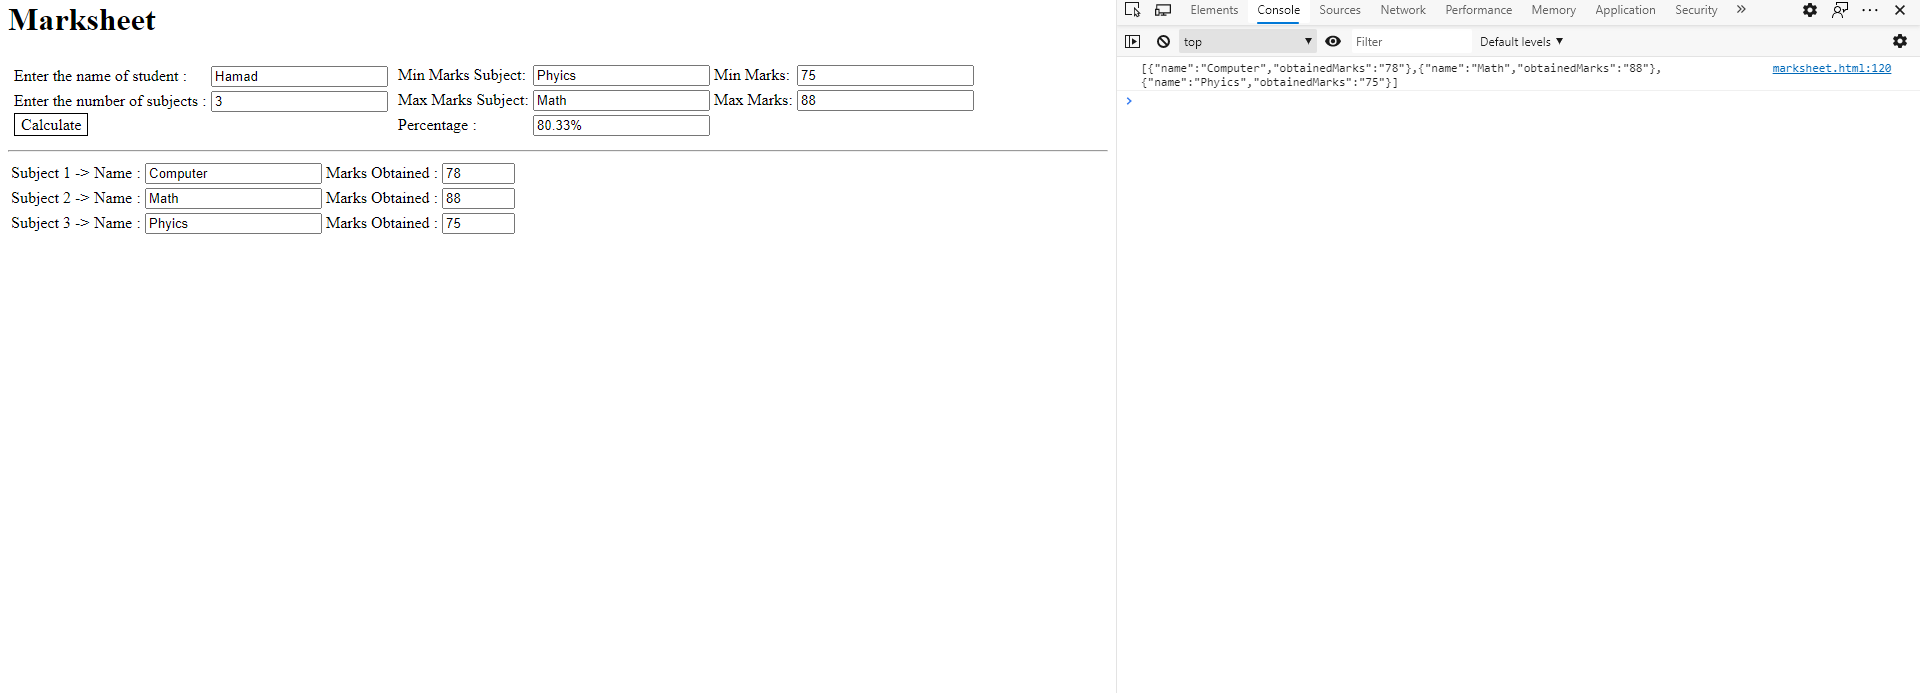 Marksheet
Enter the name of student : Hamad Min Marks Subject: Phyics Min Marks: 75
Enter the number of subjects : 3 Max Marks Subject: Math Max Marks: 88
Calculate Percentage : 80.33%
Subject 1 -> Name : Computer Marks Obtained : 78
Subject 2 -> Name : Math Marks Obtained : 88
Subject 3 -> Name : Phyics Marks Obtained : 75
Elements Console Sources Network Performance Memory Application Security »
top Filter Default levels
[{"name":"Computer","obtainedMarks":"78"},{"name":"Math","obtainedMarks":"88"}, marksheet.html:120
{"name":"Phyics","obtainedMarks":"75"}]